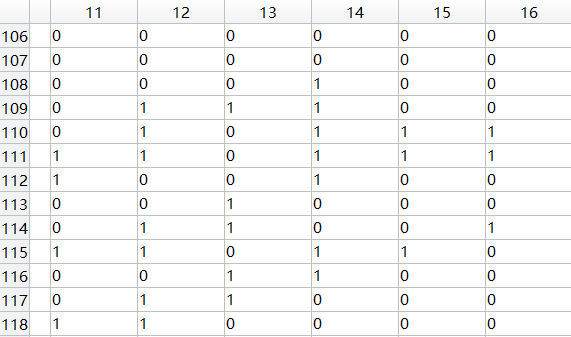 11 12 13 14 15 16
106 0 0 0 0 0 0
107 0 0 0 0 0 0
108 0 0 0 1 0 0
109 0 1 1 1 0 0
110 0 1 0 1 1 1
111 1 1 0 1 1 1
112 1 0 0 1 0 0
113 0 0 1 0 0 0
114 0 1 1 0 0 1
115 1 1 0 1 1 0
116 0 0 1 1 0 0
117 0 1 1 0 0 0
118 1 1 0 0 0 0